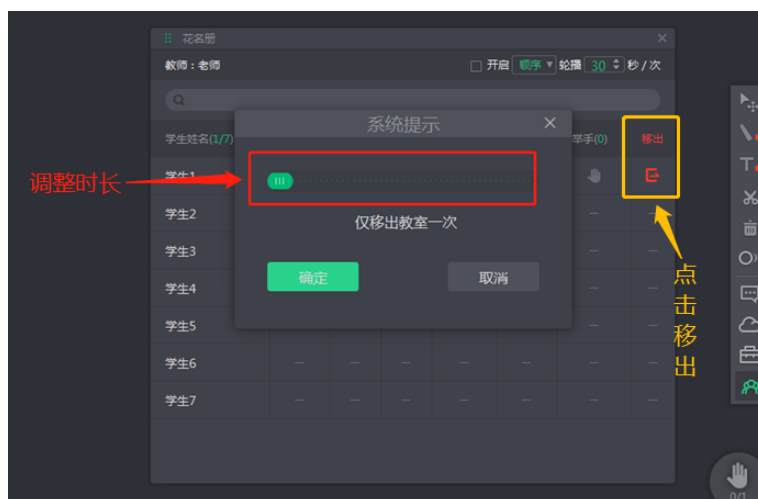 花名册
教师：老师
开启 顺序 轮播 30 秒 / 次
系统提示
学生姓名(1/7)
举手(0)
移出
调整时长
学生1
学生2
仅移出教室一次
学生3
确定
取消
学生4
点击移出
学生5
学生6
学生7
0/1